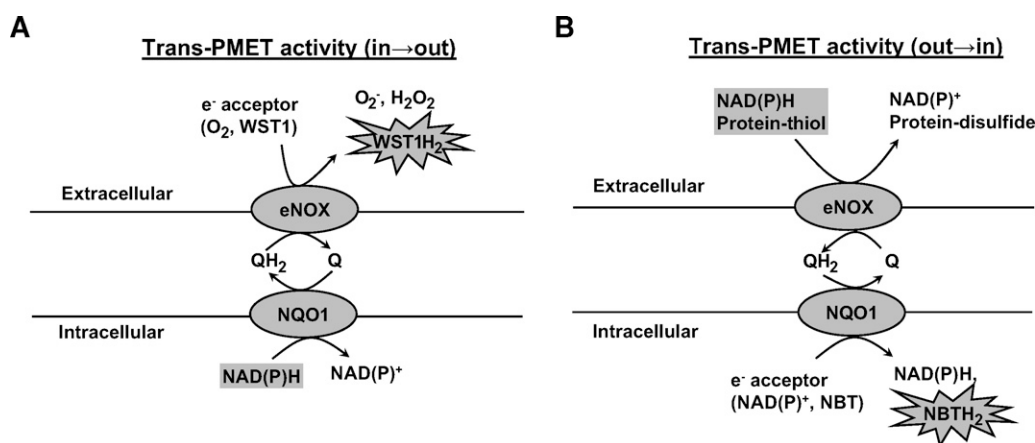 A
Trans-PMET activity (in→out)
e⁻ acceptor
(O₂, WST1)
O₂⁻, H₂O₂
WST1H₂
Extracellular
eNOX
QH₂
Q
NQO1
Intracellular
NAD(P)H
NAD(P)⁺
B
Trans-PMET activity (out→in)
NAD(P)H
Protein-thiol
NAD(P)⁺
Protein-disulfide
Extracellular
eNOX
QH₂
Q
NQO1
Intracellular
e⁻ acceptor
(NAD(P)⁺, NBT)
NAD(P)H,
NBTH₂